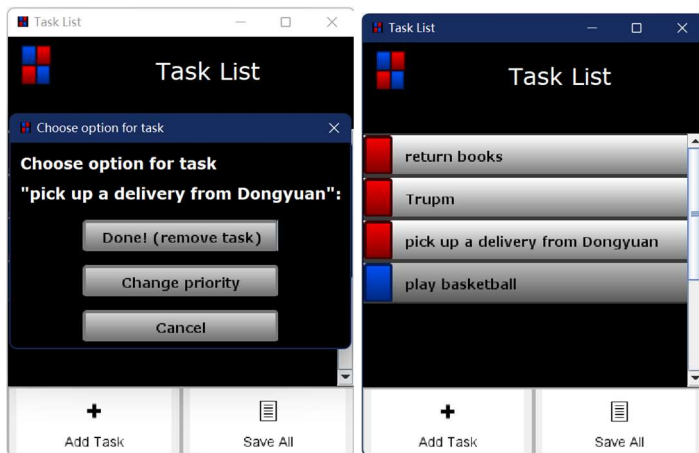 Task List
Task List
Choose option for task
Choose option for task
"pick up a delivery from Dongyuan":
Done! (remove task)
Change priority
Cancel
Add Task
Save All
Task List
Task List
return books
Trupm
pick up a delivery from Dongyuan
play basketball
Add Task
Save All